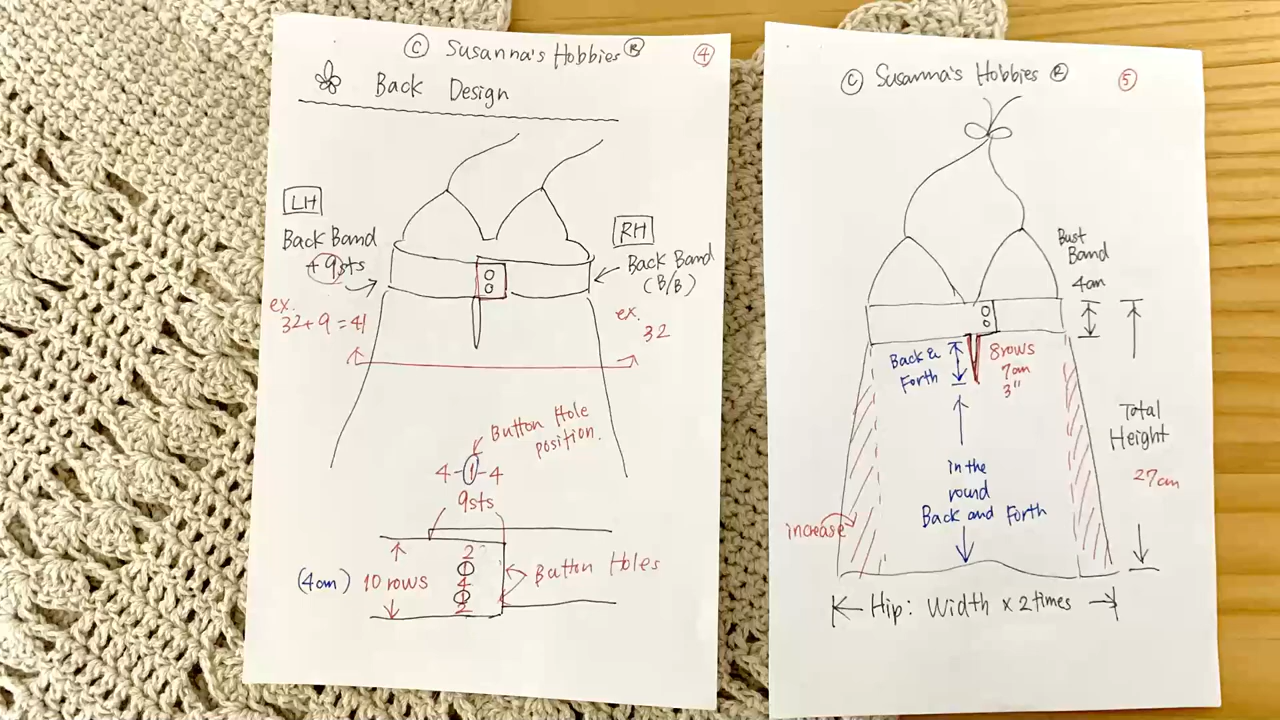 © Susanna's Hobbies ®
④
Back Design
LH
Back Band
+9sts
ex.
32+9=41
RH
Back Band
(B/B)
ex.
32
Button Hole
position.
4-1-4
9sts
(4cm)
10 rows
2
1
4
1
2
Button Holes
© Susanna's Hobbies ®
⑤
Bust
Band
4cm
Back &
Forth
8rows
7cm
3"
Total
Height
27cm
in the
round
Back and Forth
increase
Hip: Width x 2 times